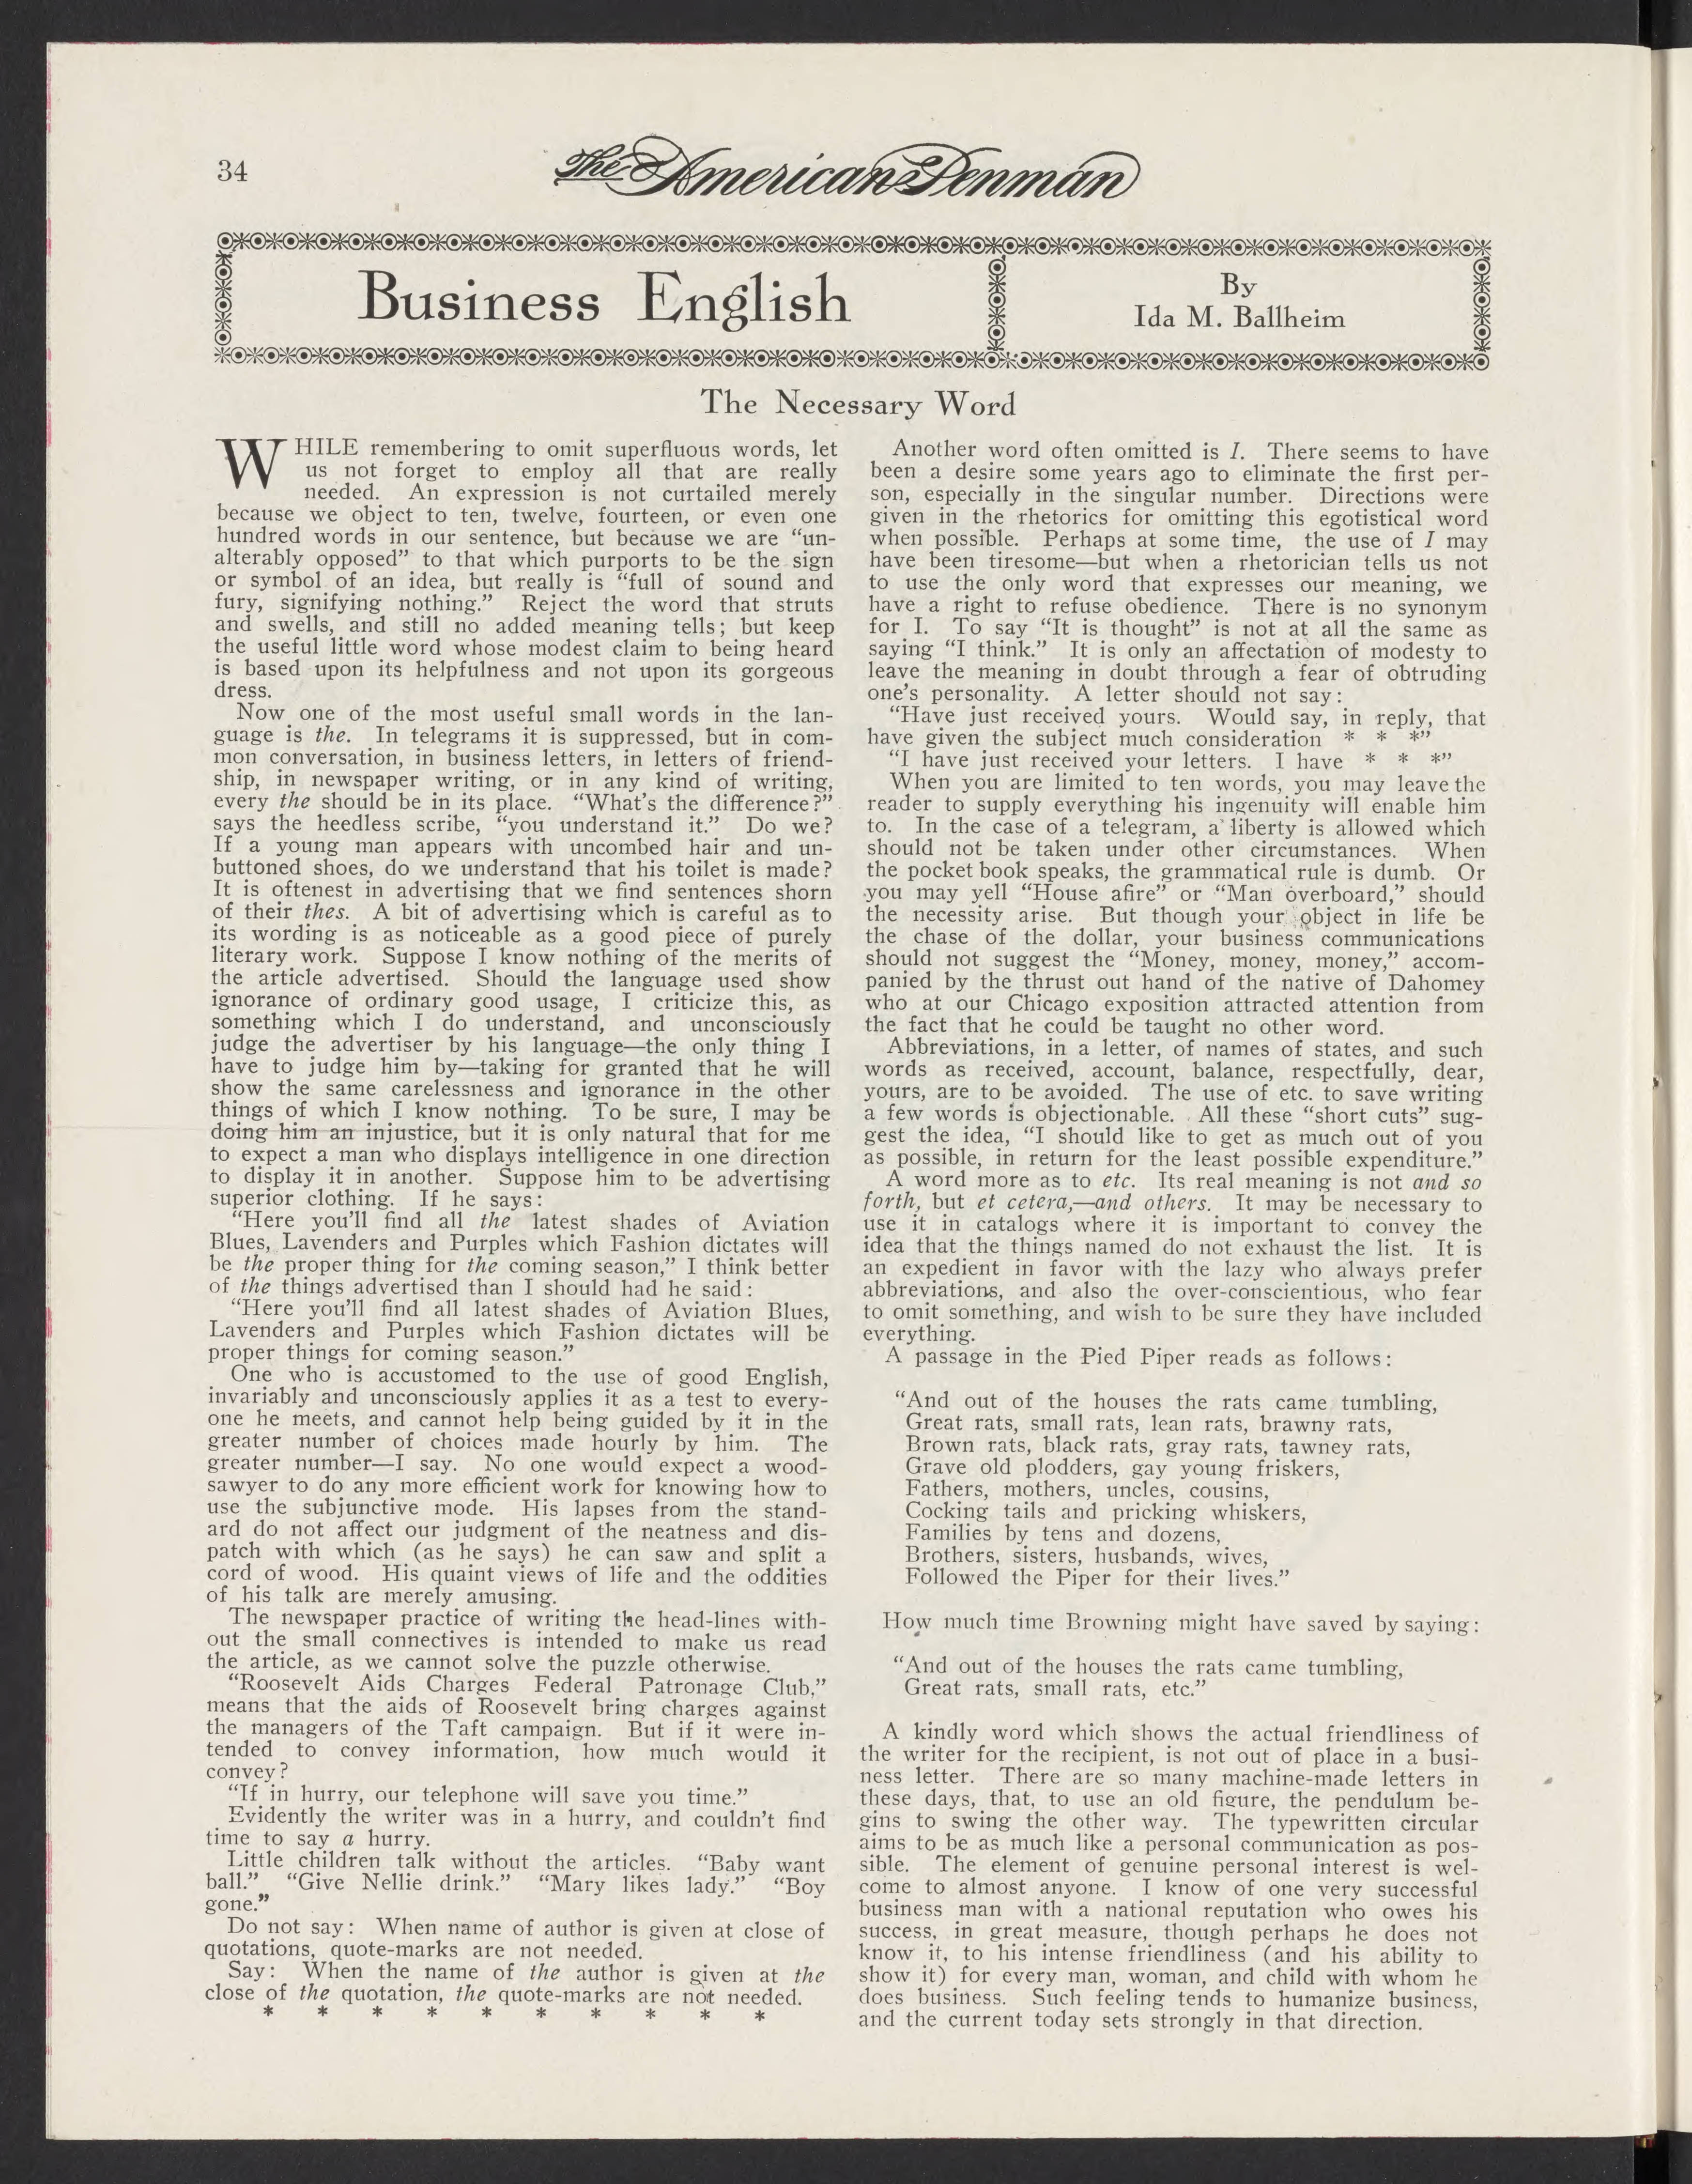 34
The American Penman
Business English
By
Ida M. Ballheim
The Necessary Word
WHILE remembering to omit superfluous words, let
us not forget to employ all that are really
needed. An expression is not curtailed merely
because we object to ten, twelve, fourteen, or even one
hundred words in our sentence, but because we are “un-
alterably opposed” to that which purports to be the sign
or symbol of an idea, but really is “full of sound and
fury, signifying nothing.” Reject the word that struts
and swells, and still no added meaning tells; but keep
the useful little word whose modest claim to being heard
is based upon its helpfulness and not upon its gorgeous
dress.
Now one of the most useful small words in the lan-
guage is the. In telegrams it is suppressed, but in com-
mon conversation, in business letters, in letters of friend-
ship, in newspaper writing, or in any kind of writing,
every the should be in its place. “What’s the difference?”
says the heedless scribe, “you understand it.” Do we?
If a young man appears with uncombed hair and un-
buttoned shoes, do we understand that his toilet is made?
It is oftenest in advertising that we find sentences shorn
of their thes. A bit of advertising which is careful as to
its wording is as noticeable as a good piece of purely
literary work. Suppose I know nothing of the merits of
the article advertised. Should the language used show
ignorance of ordinary good usage, I criticize this, as
something which I do understand, and unconsciously
judge the advertiser by his language—the only thing I
have to judge him by—taking for granted that he will
show the same carelessness and ignorance in the other
things of which I know nothing. To be sure, I may be
doing him an injustice, but it is only natural that for me
to expect a man who displays intelligence in one direction
to display it in another. Suppose him to be advertising
superior clothing. If he says:
“Here you’ll find all the latest shades of Aviation
Blues, Lavenders and Purples which Fashion dictates will
be the proper thing for the coming season,” I think better
of the things advertised than I should had he said:
“Here you’ll find all latest shades of Aviation Blues,
Lavenders and Purples which Fashion dictates will be
proper things for coming season.”
One who is accustomed to the use of good English,
invariably and unconsciously applies it as a test to every-
one he meets, and cannot help being guided by it in the
greater number of choices made hourly by him. The
greater number—I say. No one would expect a wood-
sawyer to do any more efficient work for knowing how to
use the subjunctive mode. His lapses from the stand-
ard do not affect our judgment of the neatness and dis-
patch with which (as he says) he can saw and split a
cord of wood. His quaint views of life and the oddities
of his talk are merely amusing.
The newspaper practice of writing the head-lines with-
out the small connectives is intended to make us read
the article, as we cannot solve the puzzle otherwise.
“Roosevelt Aids Charges Federal Patronage Club,”
means that the aids of Roosevelt bring charges against
the managers of the Taft campaign. But if it were in-
tended to convey information, how much would it
convey?
“If in hurry, our telephone will save you time.”
Evidently the writer was in a hurry, and couldn’t find
time to say a hurry.
Little children talk without the articles. “Baby want
ball.” “Give Nellie drink.” “Mary likes lady.” “Boy
gone.”
Do not say: When name of author is given at close of
quotations, quote-marks are not needed.
Say: When the name of the author is given at the
close of the quotation, the quote-marks are not needed.
* * * * * * * * * *
Another word often omitted is I. There seems to have
been a desire some years ago to eliminate the first per-
son, especially in the singular number. Directions were
given in the rhetorics for omitting this egotistical word
when possible. Perhaps at some time, the use of I may
have been tiresome—but when a rhetorician tells us not
to use the only word that expresses our meaning, we
have a right to refuse obedience. There is no synonym
for I. To say “It is thought” is not at all the same as
saying “I think.” It is only an affectation of modesty to
leave the meaning in doubt through a fear of obtruding
one’s personality. A letter should not say:
“Have just received yours. Would say, in reply, that
have given the subject much consideration * * *”
“I have just received your letters. I have * * *”
When you are limited to ten words, you may leave the
reader to supply everything his ingenuity will enable him
to. In the case of a telegram, a liberty is allowed which
should not be taken under other circumstances. When
the pocket book speaks, the grammatical rule is dumb. Or
you may yell “House afire” or “Man overboard,” should
the necessity arise. But though your object in life be
the chase of the dollar, your business communications
should not suggest the “Money, money, money,” accom-
panied by the thrust out hand of the native of Dahomey
who at our Chicago exposition attracted attention from
the fact that he could be taught no other word.
Abbreviations, in a letter, of names of states, and such
words as received, account, balance, respectfully, dear,
yours, are to be avoided. The use of etc. to save writing
a few words is objectionable. All these “short cuts” sug-
gest the idea, “I should like to get as much out of you
as possible, in return for the least possible expenditure.”
A word more as to etc. Its real meaning is not and so
forth, but et cetera,—and others. It may be necessary to
use it in catalogs where it is important to convey the
idea that the things named do not exhaust the list. It is
an expedient in favor with the lazy who always prefer
abbreviations, and also the over-conscientious, who fear
to omit something, and wish to be sure they have included
everything.
A passage in the Pied Piper reads as follows:
“And out of the houses the rats came tumbling,
Great rats, small rats, lean rats, brawny rats,
Brown rats, black rats, gray rats, tawney rats,
Grave old plodders, gay young friskers,
Fathers, mothers, uncles, cousins,
Cocking tails and pricking whiskers,
Families by tens and dozens,
Brothers, sisters, husbands, wives,
Followed the Piper for their lives.”
How much time Browning might have saved by saying:
“And out of the houses the rats came tumbling,
Great rats, small rats, etc.”
A kindly word which shows the actual friendliness of
the writer for the recipient, is not out of place in a busi-
ness letter. There are so many machine-made letters in
these days, that, to use an old figure, the pendulum be-
gins to swing the other way. The typewritten circular
aims to be as much like a personal communication as pos-
sible. The element of genuine personal interest is wel-
come to almost anyone. I know of one very successful
business man with a national reputation who owes his
success, in great measure, though perhaps he does not
know it, to his intense friendliness (and his ability to
show it) for every man, woman, and child with whom he
does business. Such feeling tends to humanize business,
and the current today sets strongly in that direction.